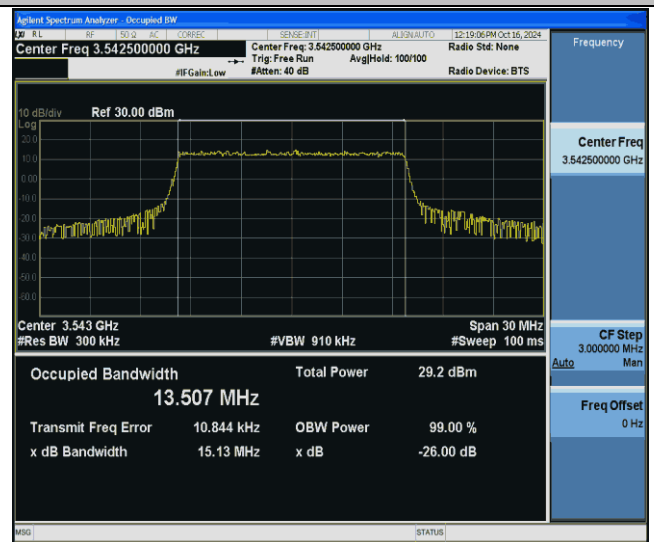 Agilent Spectrum Analyzer - Occupied BW
LXI RL RF 50 Ω AC CORREC SENSE:INT ALIGN AUTO 12:19:06 PM Oct 16, 2024
Center Freq 3.542500000 GHz Center Freq: 3.542500000 GHz Radio Std: None Frequency
Trig: Free Run Avg|Hold: 100/100
#IFGain:Low #Atten: 40 dB Radio Device: BTS
10 dB/div Ref 30.00 dBm
Log
20.0
10.0
0.00
-10.0
-20.0
-30.0
-40.0
-50.0
-60.0
Center Freq
3.542500000 GHz
Center 3.543 GHz Span 30 MHz
#Res BW 300 kHz #VBW 910 kHz #Sweep 100 ms
CF Step
3.000000 MHz
Auto Man
Occupied Bandwidth Total Power 29.2 dBm
13.507 MHz
Freq Offset
0 Hz
Transmit Freq Error 10.844 kHz OBW Power 99.00 %
x dB Bandwidth 15.13 MHz x dB -26.00 dB
MSG STATUS